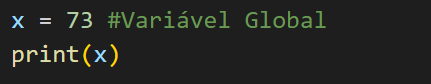 x = 73 #Variável Global
print(x)